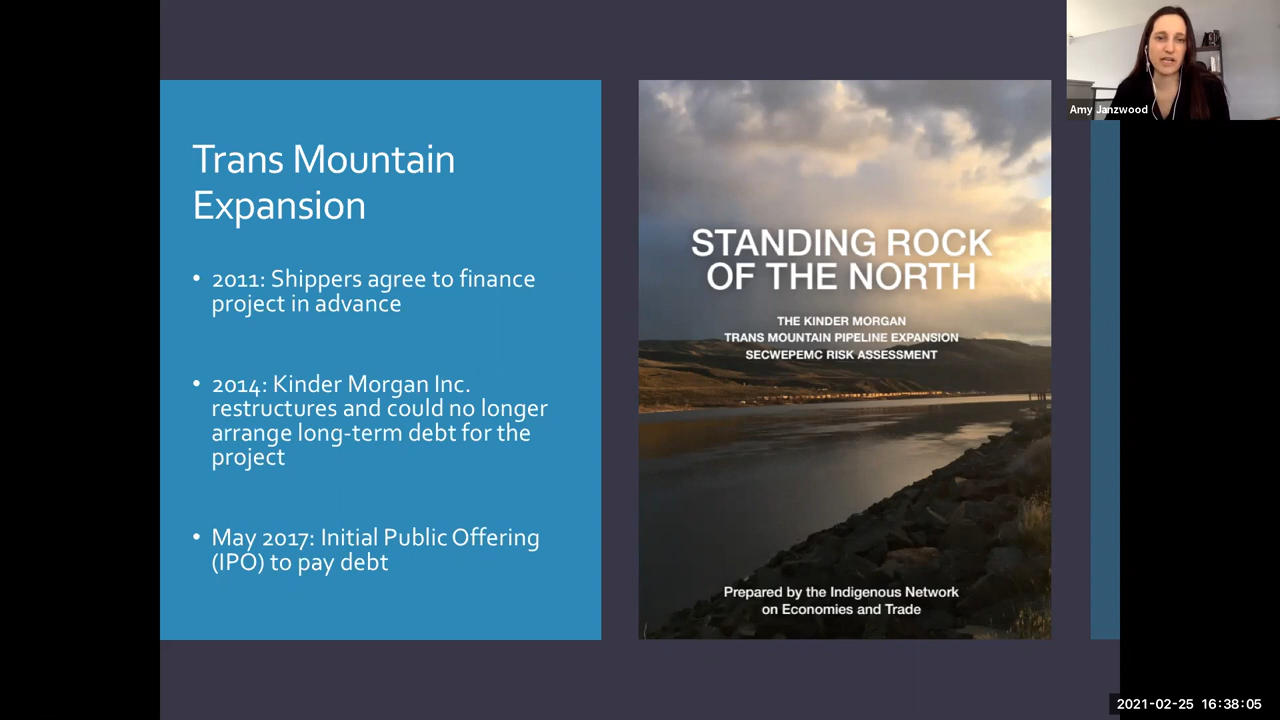 Trans Mountain
Expansion
• 2011: Shippers agree to finance
project in advance
• 2014: Kinder Morgan Inc.
restructures and could no longer
arrange long-term debt for the
project
• May 2017: Initial Public Offering
(IPO) to pay debt
STANDING ROCK
OF THE NORTH
THE KINDER MORGAN
TRANS MOUNTAIN PIPELINE EXPANSION
SECWEPEMC RISK ASSESSMENT
Prepared by the Indigenous Network
on Economies and Trade
Amy Janzwood
2021-02-25 16:38:05